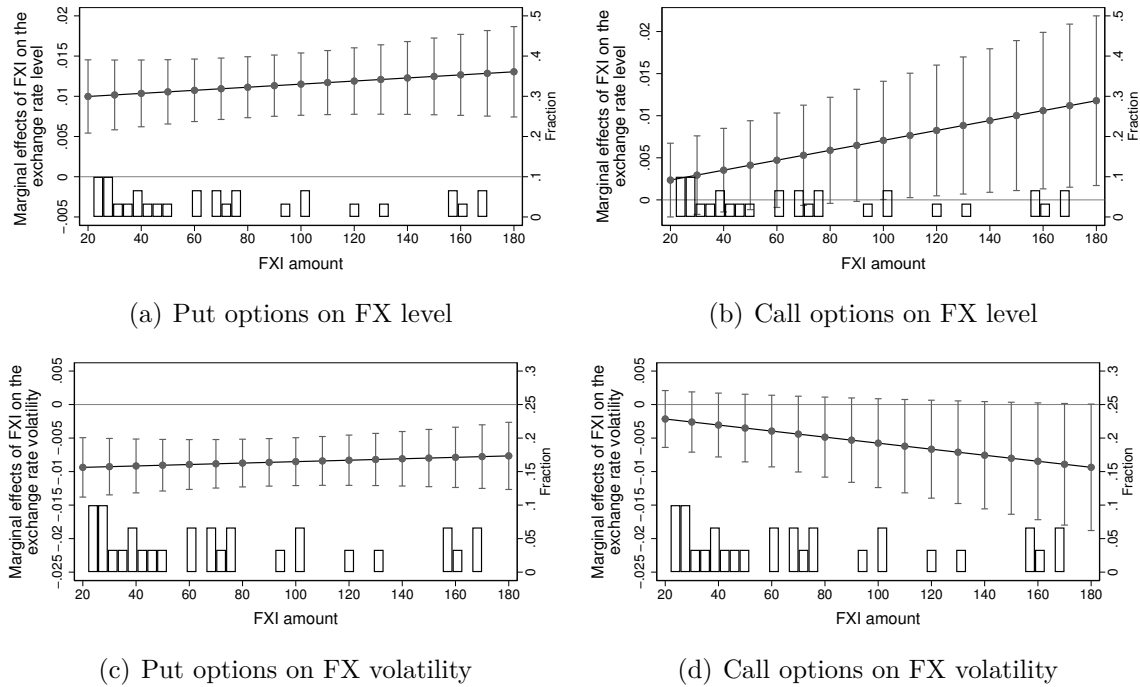 Marginal effects of FXI on the
exchange rate level
-.005 0 .005 .01 .015 .02
0 .1 .2 .3 .4 .5
Fraction
20 40 60 80 100 120 140 160 180
FXI amount
(a) Put options on FX level
Marginal effects of FXI on the
exchange rate level
0 .005 .01 .015 .02
0 .1 .2 .3 .4 .5
Fraction
20 40 60 80 100 120 140 160 180
FXI amount
(b) Call options on FX level
Marginal effects of FXI on the
exchange rate volatility
-.025 -.02 -.015 -.01 -.005 0 .005
0 .05 .1 .15 .2 .25 .3
Fraction
20 40 60 80 100 120 140 160 180
FXI amount
(c) Put options on FX volatility
Marginal effects of FXI on the
exchange rate volatility
-.025 -.02 -.015 -.01 -.005 0 .005
0 .05 .1 .15 .2 .25 .3
Fraction
20 40 60 80 100 120 140 160 180
FXI amount
(d) Call options on FX volatility